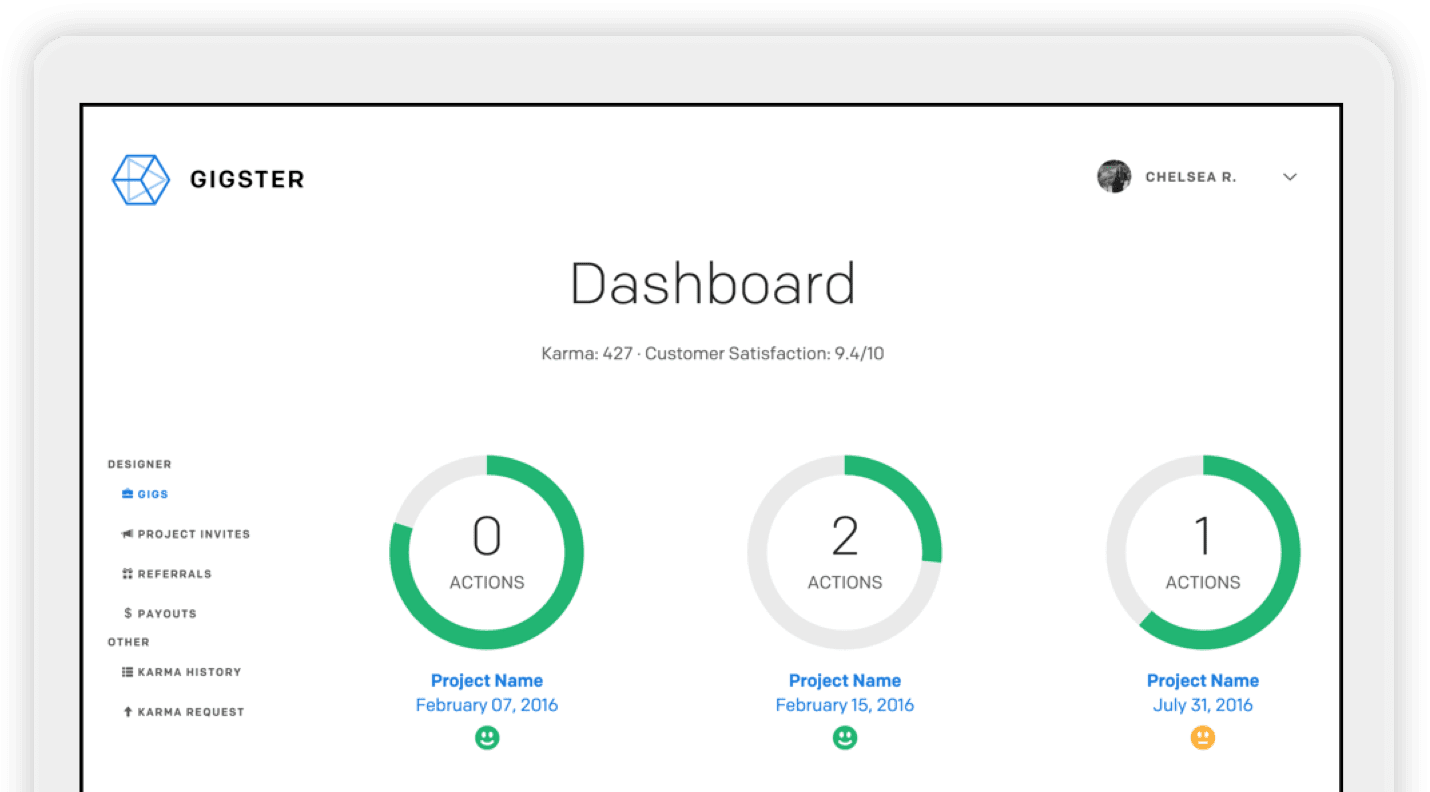 GIGSTER
CHELSEA R.
Dashboard
Karma: 427 · Customer Satisfaction: 9.4/10
DESIGNER
GIGS
PROJECT INVITES
REFERRALS
$ PAYOUTS
OTHER
KARMA HISTORY
KARMA REQUEST
0
ACTIONS
Project Name
February 07, 2016
2
ACTIONS
Project Name
February 15, 2016
1
ACTIONS
Project Name
July 31, 2016